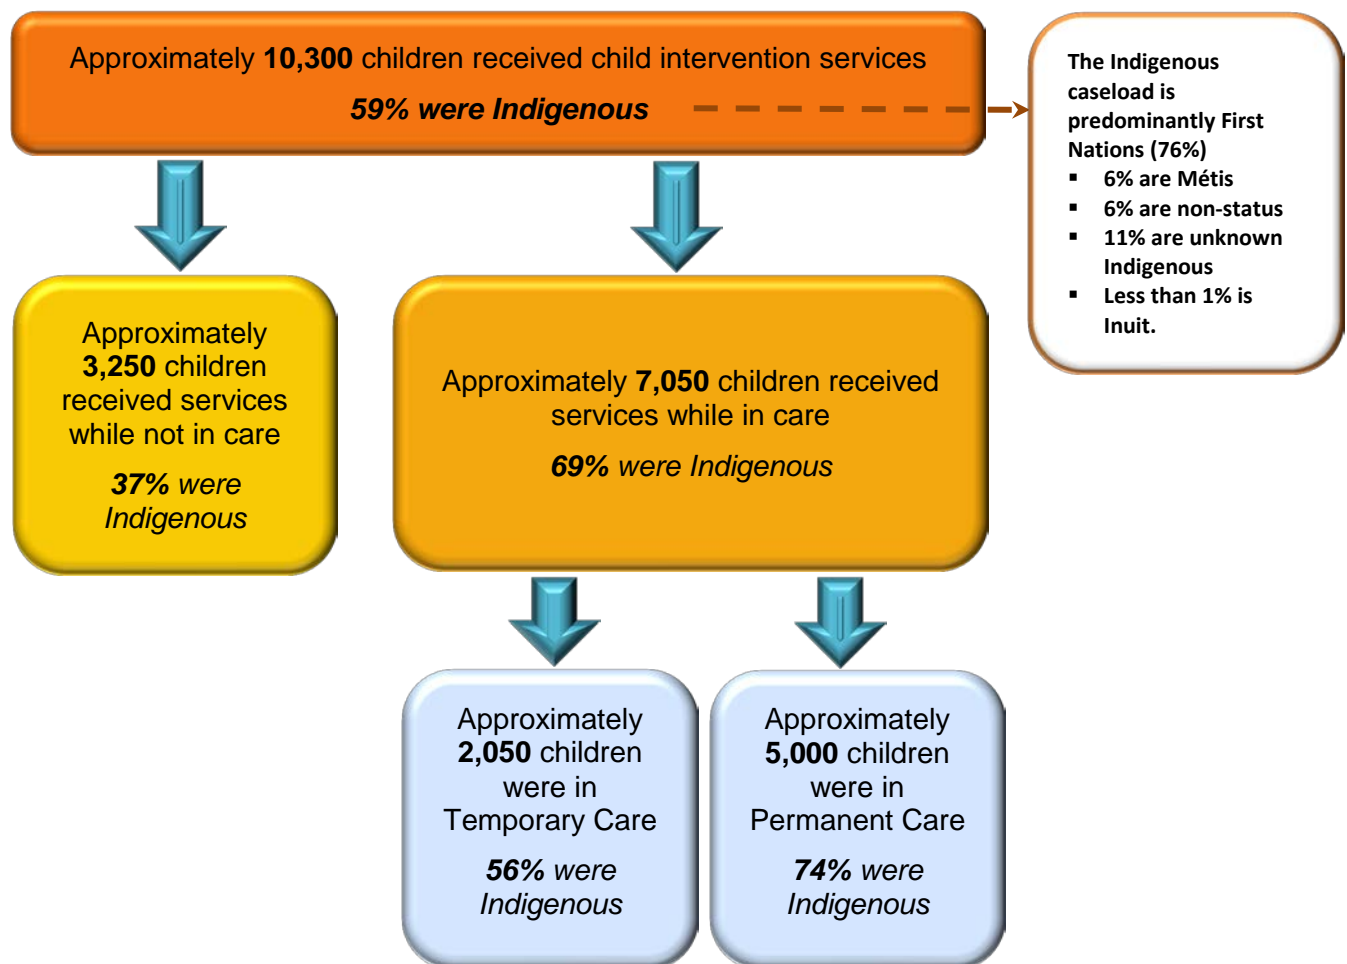 Approximately 10,300 children received child intervention services
59% were Indigenous
The Indigenous
caseload is
predominantly First
Nations (76%)
▪ 6% are Métis
▪ 6% are non-status
▪ 11% are unknown
Indigenous
▪ Less than 1% is
Inuit.
Approximately
3,250 children
received services
while not in care
37% were
Indigenous
Approximately 7,050 children received
services while in care
69% were Indigenous
Approximately
2,050 children
were in
Temporary Care
56% were
Indigenous
Approximately
5,000 children
were in
Permanent Care
74% were
Indigenous